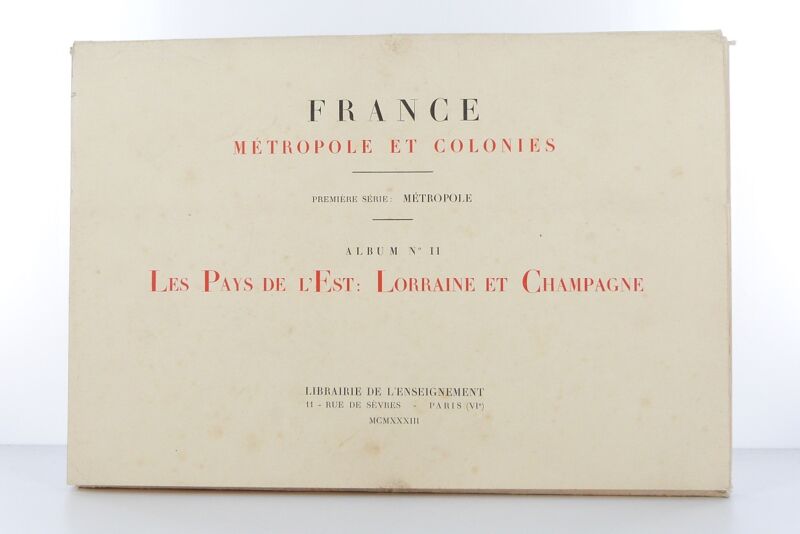 FRANCE
MÉTROPOLE ET COLONIES
PREMIÈRE SÉRIE: MÉTROPOLE
ALBUM N° II
LES PAYS DE L'EST: LORRAINE ET CHAMPAGNE
LIBRAIRIE DE L'ENSEIGNEMENT
11 - RUE DE SÈVRES - PARIS (VIe)
MCMXXXIII